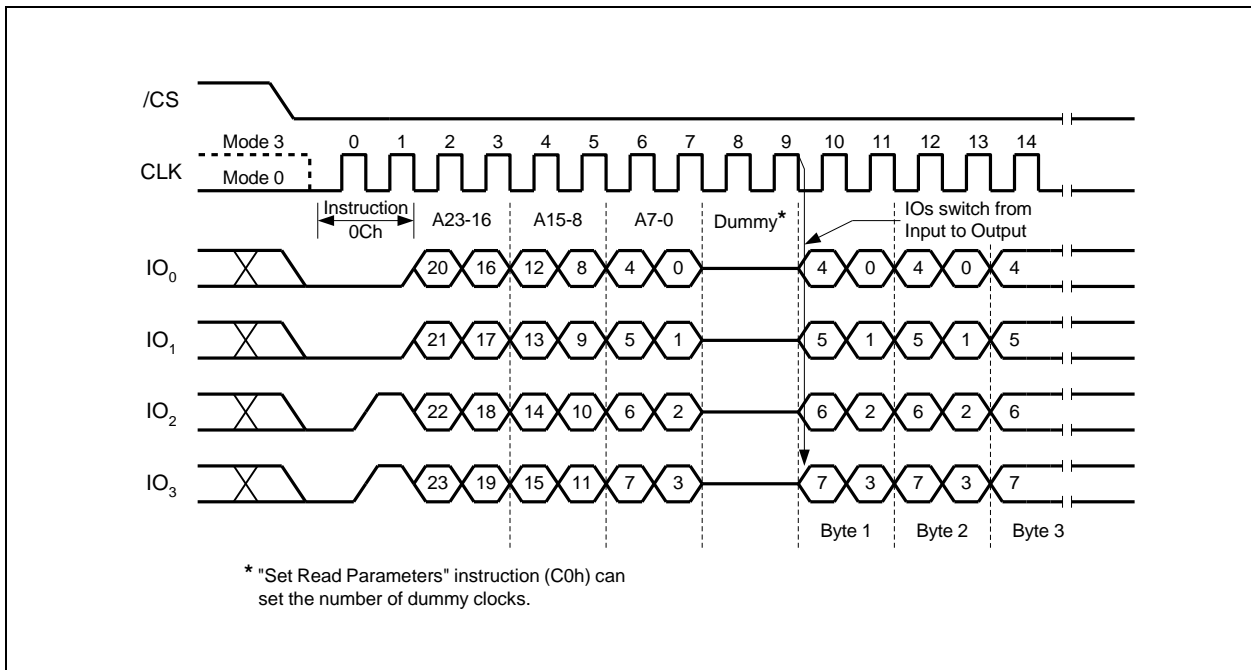 /CS
Mode 3 0 1 2 3 4 5 6 7 8 9 10 11 12 13 14
CLK
Mode 0
Instruction
0Ch
A23-16 A15-8 A7-0 Dummy*
IOs switch from
Input to Output
IO0 20 16 12 8 4 0 4 0 4 0 4
IO1 21 17 13 9 5 1 5 1 5 1 5
IO2 22 18 14 10 6 2 6 2 6 2 6
IO3 23 19 15 11 7 3 7 3 7 3 7
Byte 1 Byte 2 Byte 3
* "Set Read Parameters" instruction (C0h) can
set the number of dummy clocks.